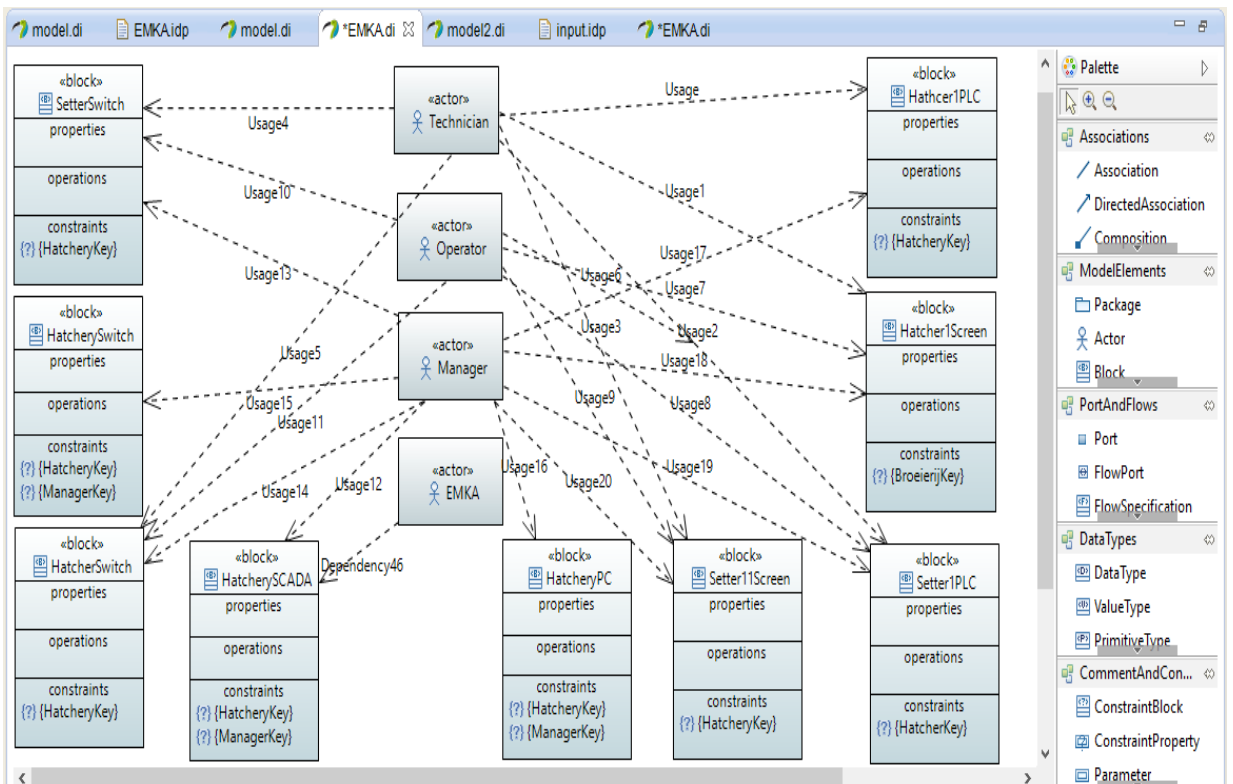 model.di
EMKA.idp
model.di
*EMKA.di
model2.di
input.idp
*EMKA.di
«block»
SetterSwitch
properties
operations
constraints
{?} {HatcheryKey}
«block»
HatcherySwitch
properties
operations
constraints
{?} {HatcheryKey}
{?} {ManagerKey}
«block»
HatcherSwitch
properties
operations
constraints
{?} {HatcheryKey}
«block»
HatcherySCADA
properties
operations
constraints
{?} {HatcheryKey}
{?} {ManagerKey}
«actor»
Technician
«actor»
Operator
«actor»
Manager
«actor»
EMKA
«block»
HatcheryPC
properties
operations
constraints
{?} {HatcheryKey}
{?} {ManagerKey}
«block»
Setter11Screen
properties
operations
constraints
{?} {HatcheryKey}
«block»
Hathcer1PLC
properties
operations
constraints
{?} {HatcheryKey}
«block»
Hatcher1Screen
properties
operations
constraints
{?} {BroeierijKey}
«block»
Setter1PLC
properties
operations
constraints
{?} {HatcherKey}
Usage4
Usage10
Usage13
Usage5
Usage15
Usage11
Usage14
Usage12
Dependency46
Usage
Usage1
Usage17
Usage6
Usage7
Usage3
Usage2
Usage18
Usage9
Usage8
Usage16
Usage19
Usage20
Palette
Associations
Association
DirectedAssociation
Composition
ModelElements
Package
Actor
Block
PortAndFlows
Port
FlowPort
FlowSpecification
DataTypes
DataType
ValueType
PrimitiveType
CommentAndCon...
ConstraintBlock
ConstraintProperty
Parameter